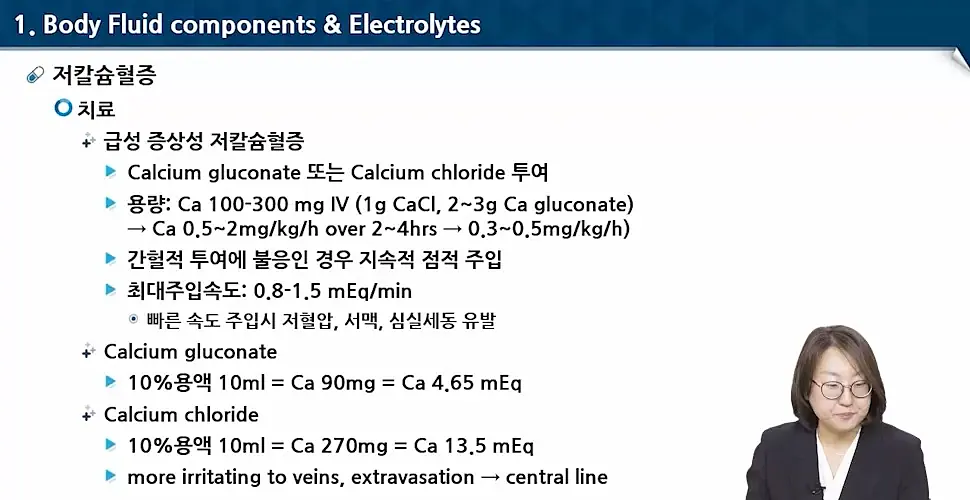 1. Body Fluid components & Electrolytes
저칼슘혈증
치료
급성 증상성 저칼슘혈증
Calcium gluconate 또는 Calcium chloride 투여
용량: Ca 100-300 mg IV (1g CaCl, 2~3g Ca gluconate)
→ Ca 0.5~2mg/kg/h over 2~4hrs → 0.3~0.5mg/kg/h)
간헐적 투여에 불응인 경우 지속적 점적 주입
최대주입속도: 0.8-1.5 mEq/min
빠른 속도 주입시 저혈압, 서맥, 심실세동 유발
Calcium gluconate
10%용액 10ml = Ca 90mg = Ca 4.65 mEq
Calcium chloride
10%용액 10ml = Ca 270mg = Ca 13.5 mEq
more irritating to veins, extravasation → central line